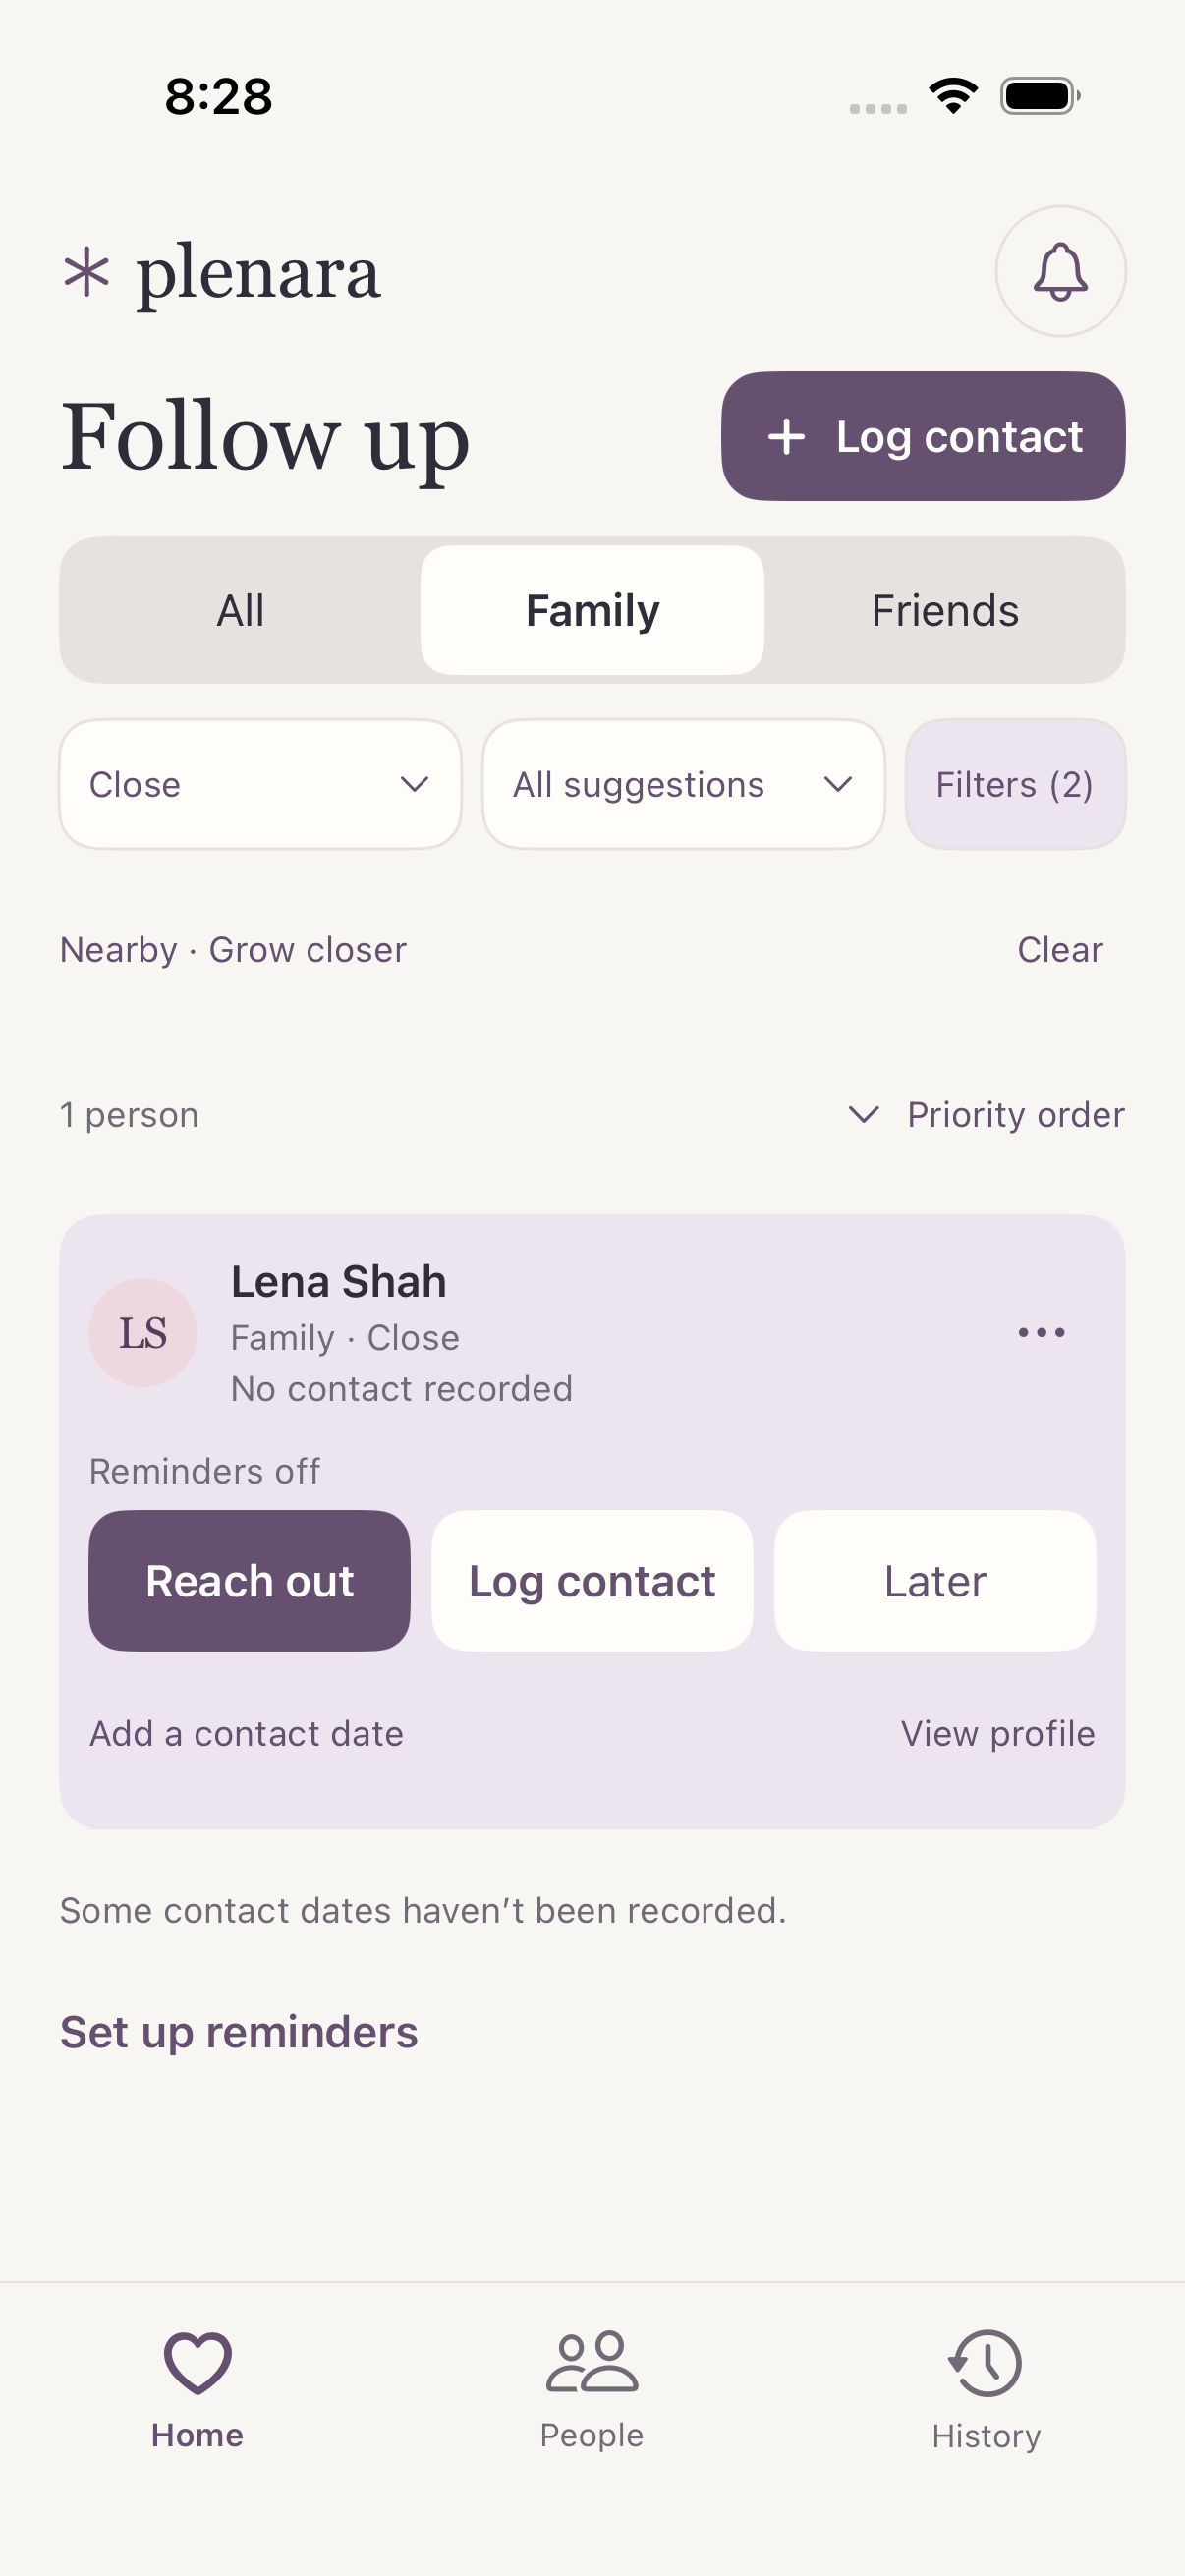 8:28
plenara
Follow up
+ Log contact
All
Family
Friends
Close
All suggestions
Filters (2)
Nearby · Grow closer
Clear
1 person
Priority order
LS
Lena Shah
Family · Close
No contact recorded
Reminders off
Reach out
Log contact
Later
Add a contact date
View profile
Some contact dates haven’t been recorded.
Set up reminders
Home
People
History